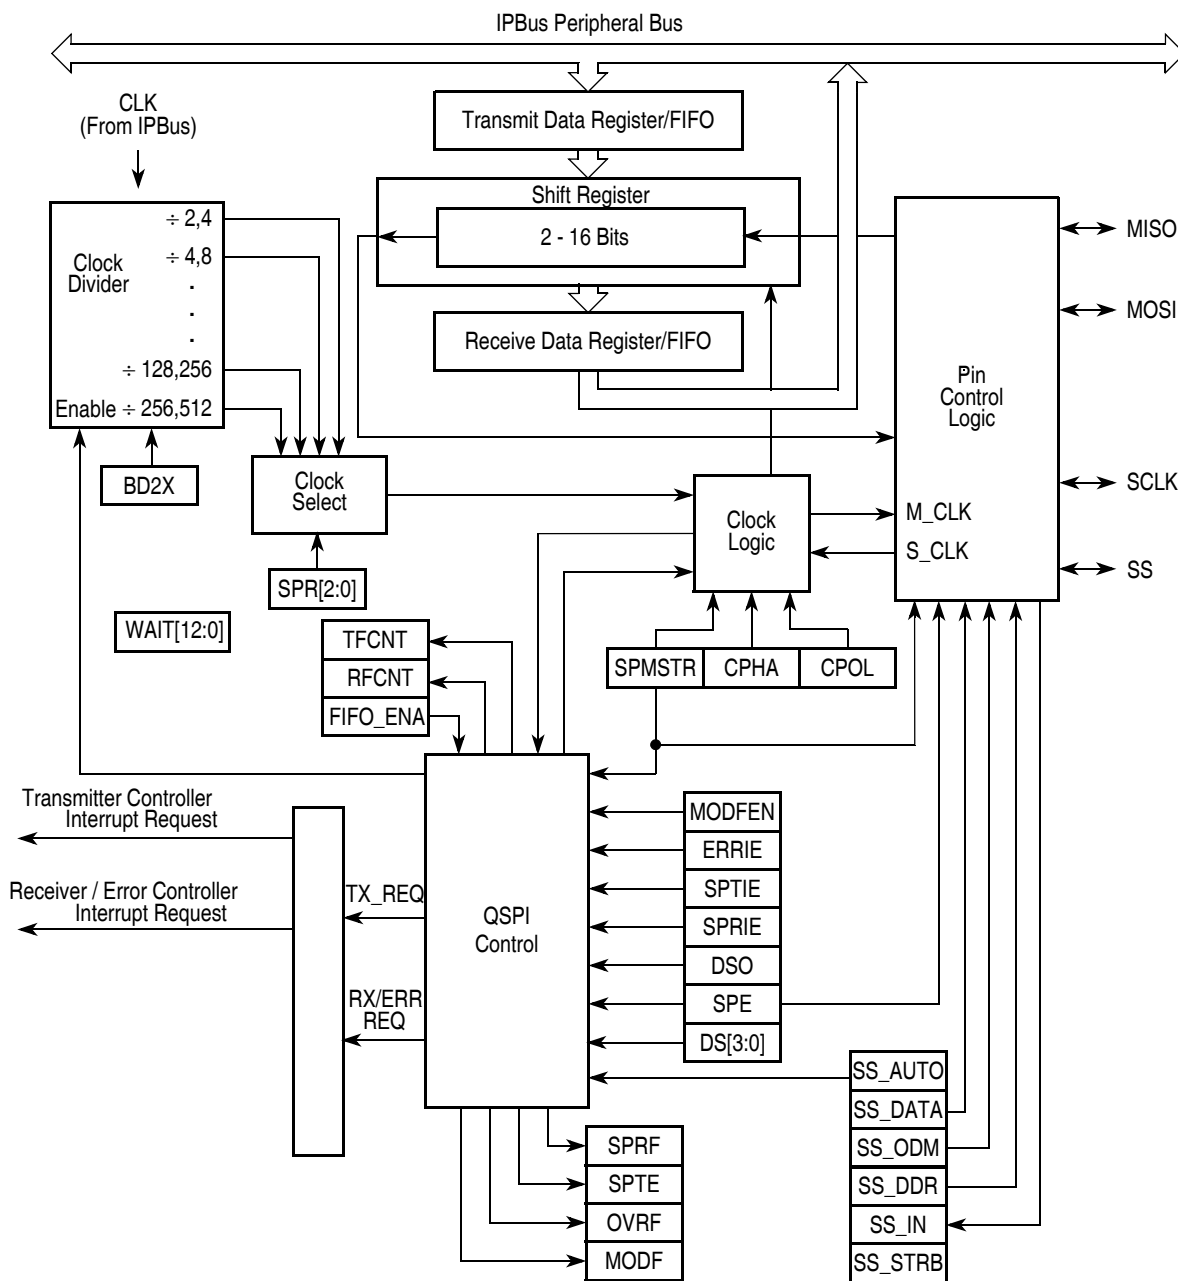 IPBus Peripheral Bus
CLK
(From IPBus)
Transmit Data Register/FIFO
Shift Register
2 - 16 Bits
Receive Data Register/FIFO
Clock
Divider
÷ 2,4
÷ 4,8
.
.
.
÷ 128,256
Enable ÷ 256,512
BD2X
Clock
Select
SPR[2:0]
WAIT[12:0]
Pin
Control
Logic
M_CLK
S_CLK
MISO
MOSI
SCLK
SS
Clock
Logic
SPMSTR
CPHA
CPOL
TFCNT
RFCNT
FIFO_ENA
Transmitter Controller
Interrupt Request
Receiver / Error Controller
Interrupt Request
TX_REQ
RX/ERR
REQ
QSPI
Control
MODFEN
ERRIE
SPTIE
SPRIE
DSO
SPE
DS[3:0]
SS_AUTO
SS_DATA
SS_ODM
SS_DDR
SS_IN
SS_STRB
SPRF
SPTE
OVRF
MODF